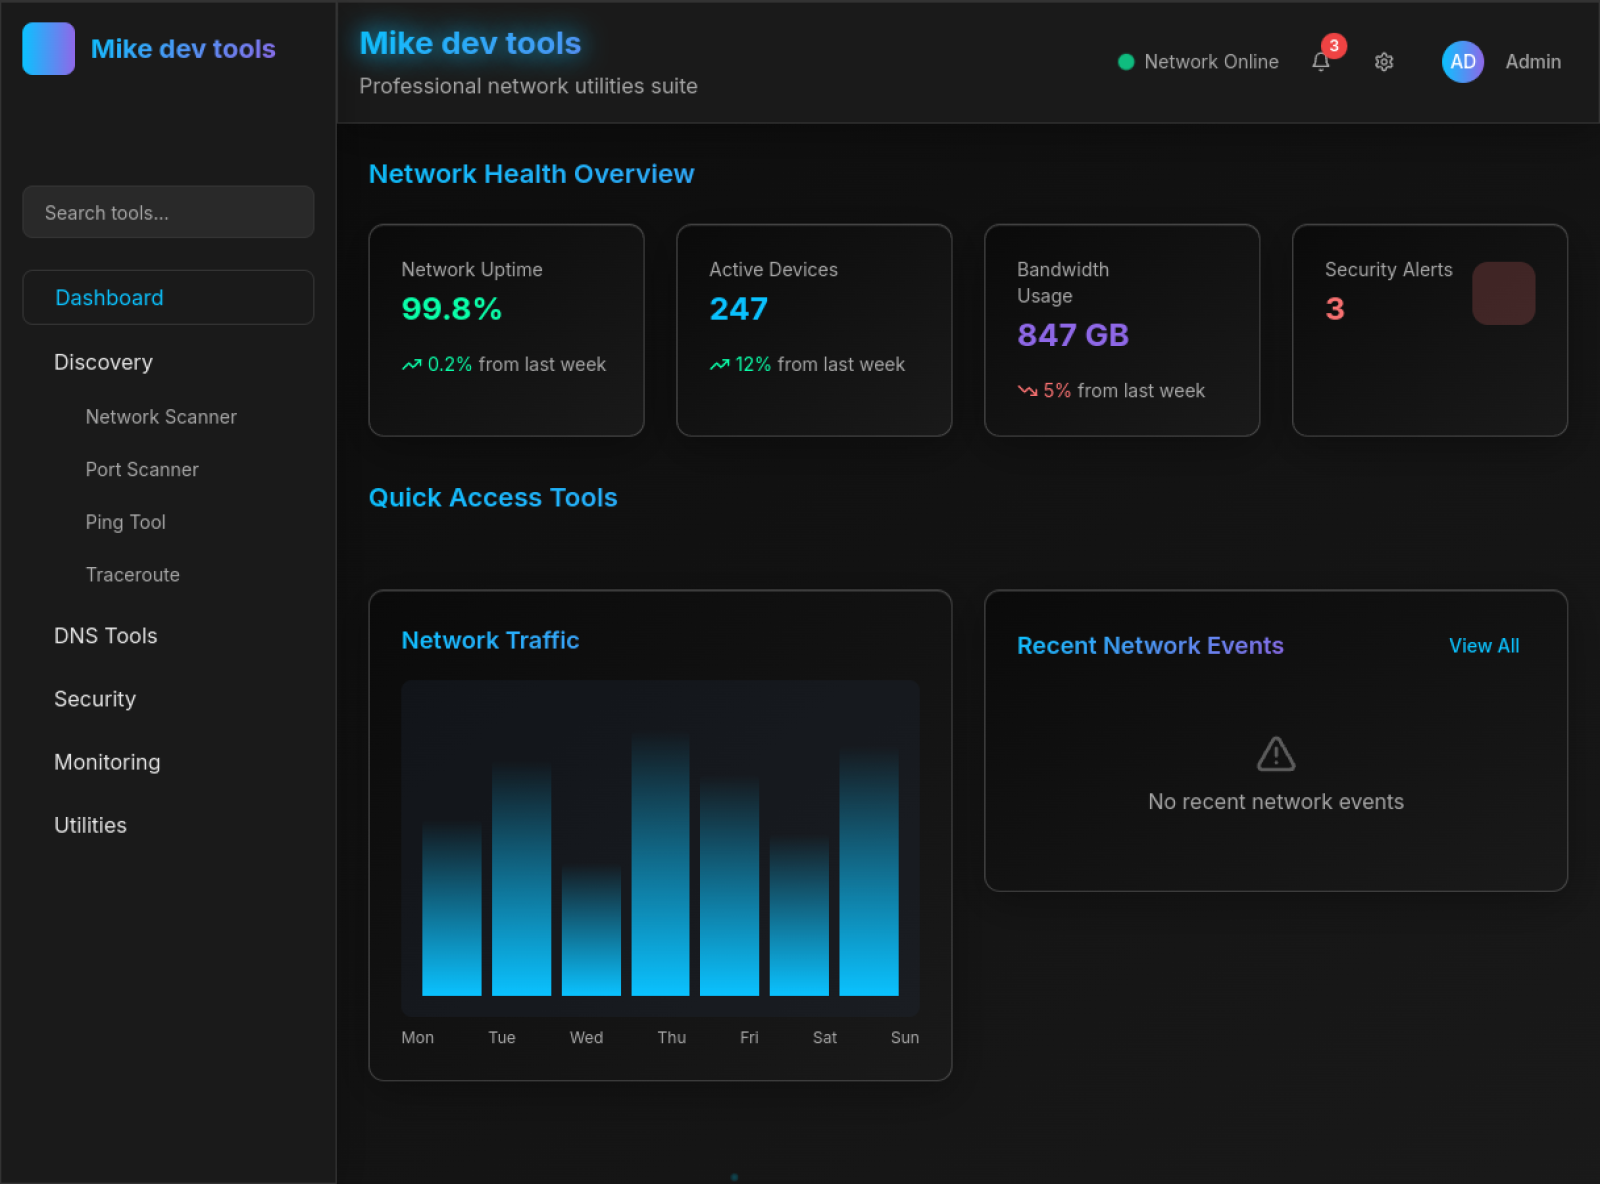 Mike dev tools
Search tools...
Dashboard
Discovery
Network Scanner
Port Scanner
Ping Tool
Traceroute
DNS Tools
Security
Monitoring
Utilities
Mike dev tools
Professional network utilities suite
Network Online
3
AD
Admin
Network Health Overview
Network Uptime
99.8%
0.2% from last week
Active Devices
247
12% from last week
Bandwidth
Usage
847 GB
5% from last week
Security Alerts
3
Quick Access Tools
Network Traffic
Mon Tue Wed Thu Fri Sat Sun
Recent Network Events
View All
No recent network events